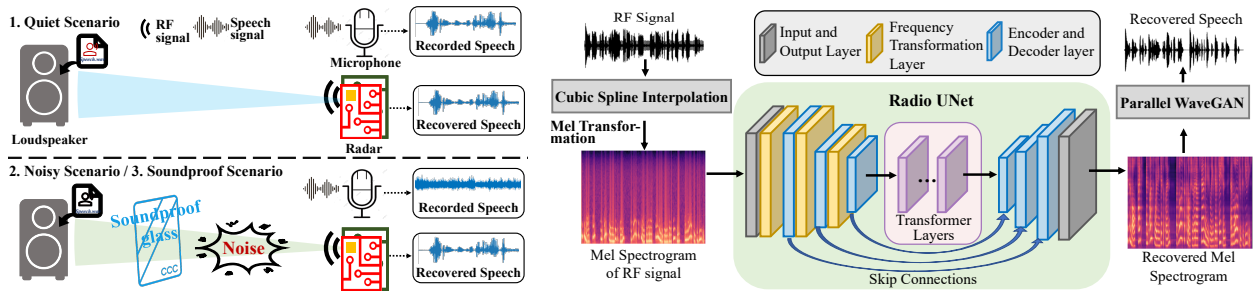 1. Quiet Scenario
RF
signal
Speech
signal
Microphone
Recorded Speech
Recovered Speech
Loudspeaker
Radar
2. Noisy Scenario / 3. Soundproof Scenario
Soundproof
glass
CCC
Noise
Recorded Speech
Recovered Speech
RF Signal
Cubic Spline Interpolation
Mel Transfor-
mation
Mel Spectrogram
of RF signal
Input and
Output Layer
Frequency
Transformation
Layer
Encoder and
Decoder layer
Radio UNet
...
Transformer
Layers
Skip Connections
Recovered Speech
Parallel WaveGAN
Recovered Mel
Spectrogram